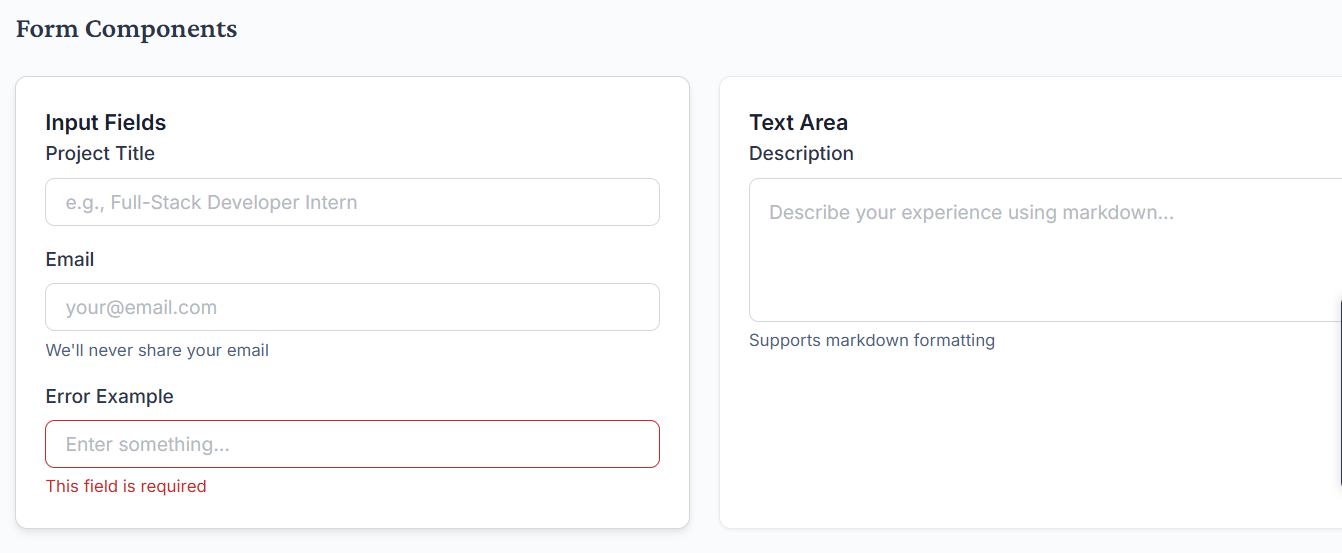 Form Components
Input Fields
Project Title
e.g., Full-Stack Developer Intern
Email
your@email.com
We'll never share your email
Error Example
Enter something...
This field is required
Text Area
Description
Describe your experience using markdown...
Supports markdown formatting